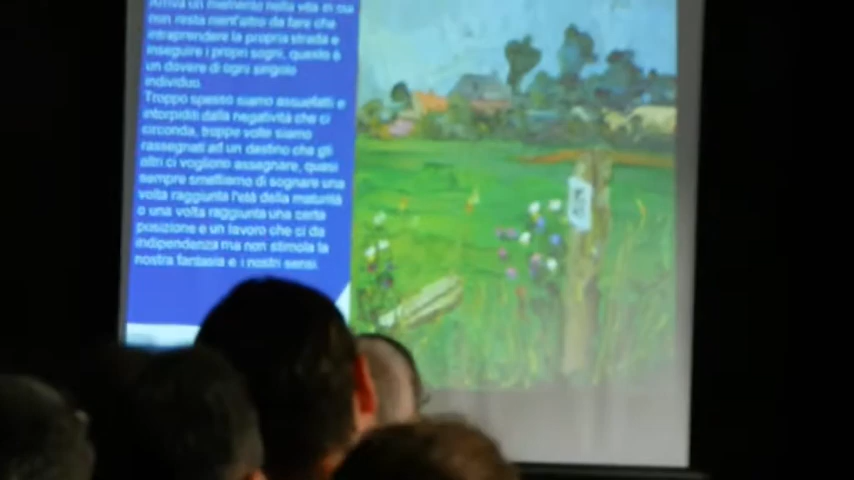 Arriva un momento nella vita in cui
non resta nient'altro da fare che
intraprendere la propria strada e
inseguire i propri sogni, questo è
un dovere di ogni singolo
individuo.
Troppo spesso siamo assuefatti e
intorpiditi dalla negatività che ci
circonda, troppe volte siamo
rassegnati ad un destino che gli
altri ci vogliono assegnare, quasi
sempre smettiamo di sognare una
volta raggiunta l'età della maturità
o una volta raggiunta una certa
posizione e un lavoro che ci da
indipendenza ma non stimola la
nostra fantasia e i nostri sensi.